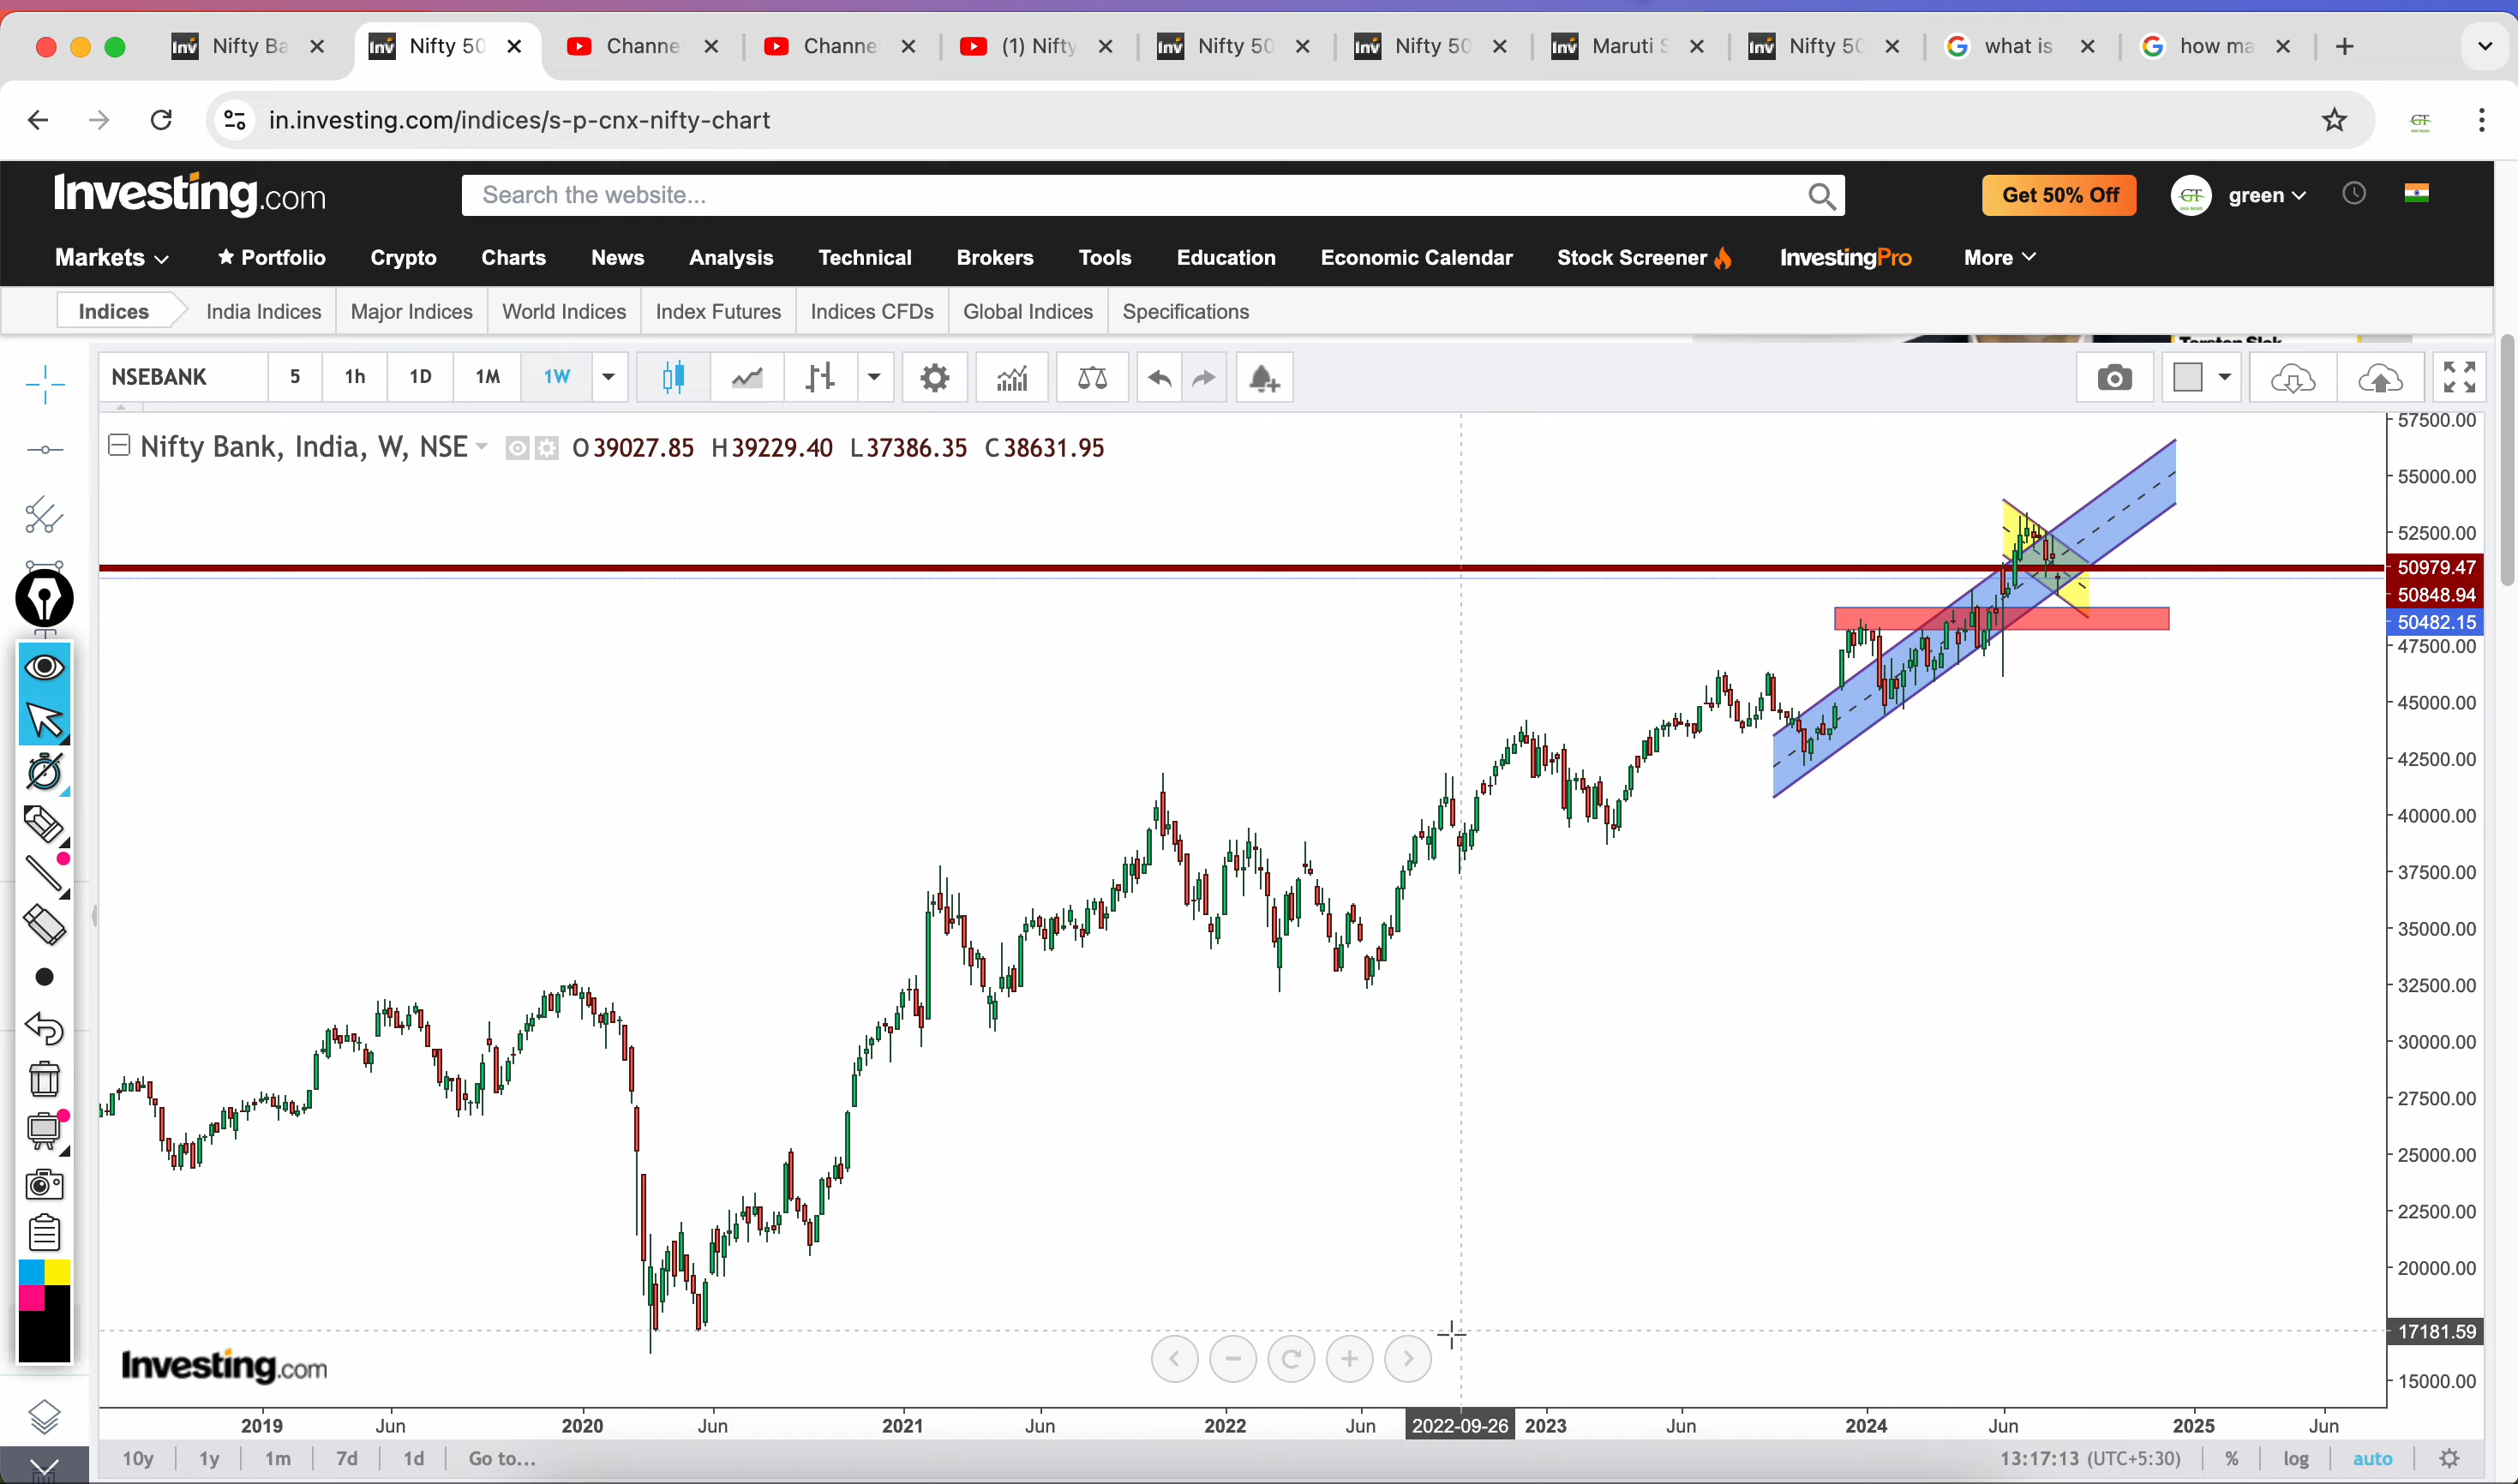 Nifty Ba
Nifty 50
Channe
Channe
(1) Nifty
Nifty 50
Nifty 50
Maruti S
Nifty 50
what is
how ma
in.investing.com/indices/s-p-cnx-nifty-chart
Investing.com
Search the website...
Get 50% Off
green
Markets
Portfolio
Crypto
Charts
News
Analysis
Technical
Brokers
Tools
Education
Economic Calendar
Stock Screener
InvestingPro
More
Indices
India Indices
Major Indices
World Indices
Index Futures
Indices CFDs
Global Indices
Specifications
NSEBANK
5
1h
1D
1M
1W
Nifty Bank, India, W, NSE
O 39027.85 H 39229.40 L 37386.35 C 38631.95
57500.00
55000.00
52500.00
50979.47
50848.94
50482.15
47500.00
45000.00
42500.00
40000.00
37500.00
35000.00
32500.00
30000.00
27500.00
25000.00
22500.00
20000.00
17181.59
15000.00
Investing.com
2019
Jun
2020
Jun
2021
Jun
2022
Jun
2022-09-26
2023
Jun
2024
Jun
2025
Jun
10y
1y
1m
7d
1d
Go to...
13:17:13 (UTC+5:30)
%
log
auto